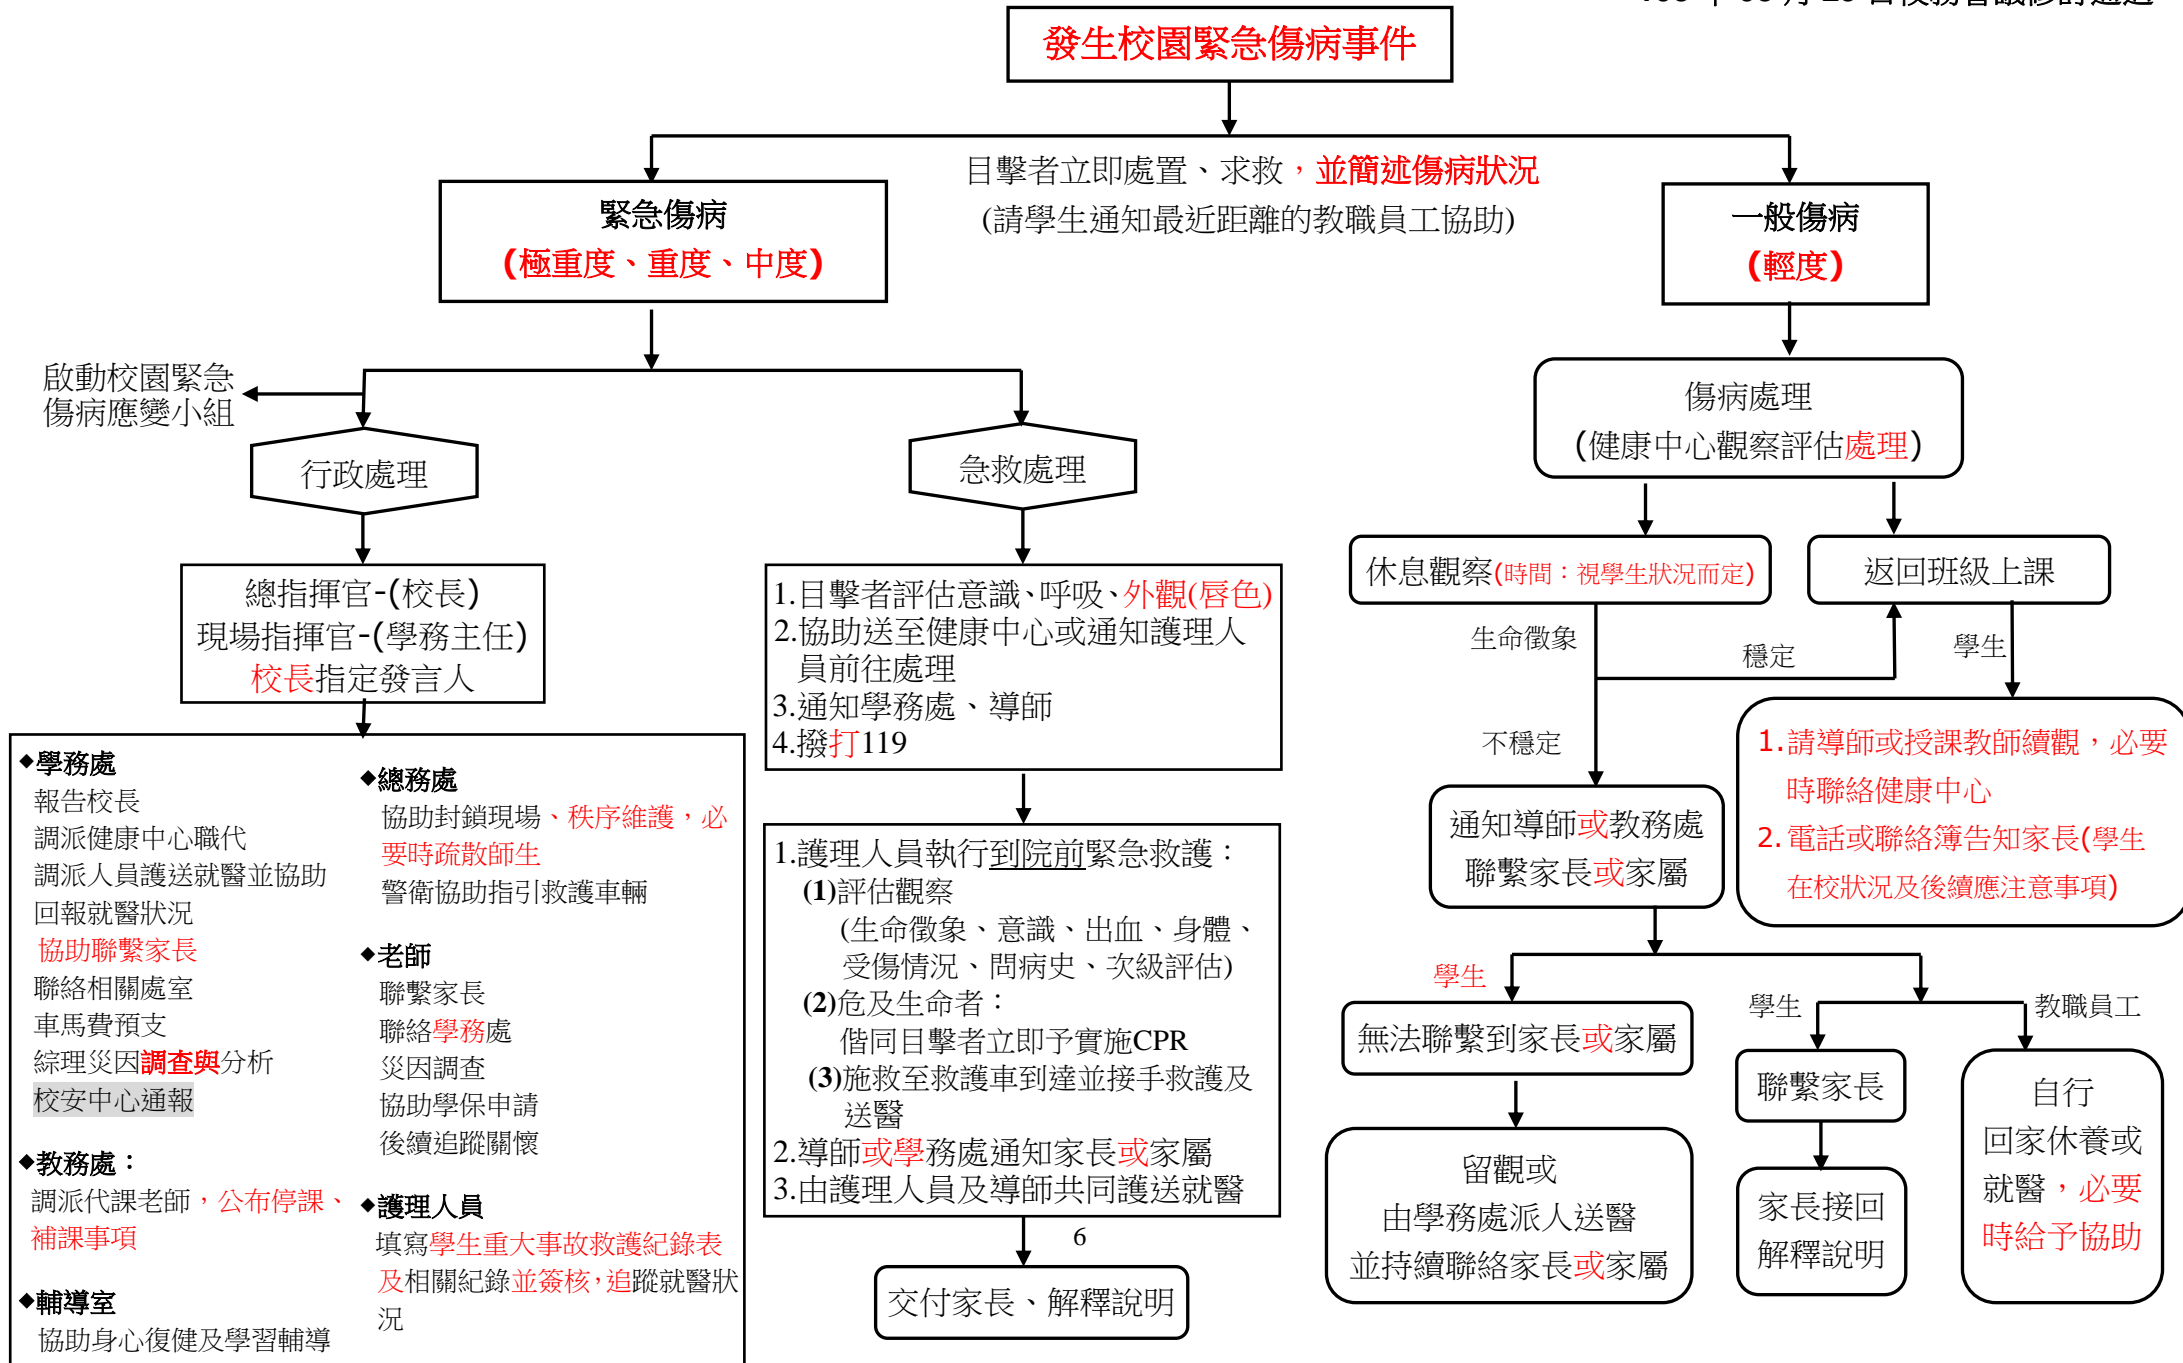 發生校園緊急傷病事件
目擊者立即處置、求救，並簡述傷病狀況
(請學生通知最近距離的教職員工協助)
緊急傷病
(極重度、重度、中度)
一般傷病
(輕度)
啟動校園緊急
傷病應變小組
行政處理
急救處理
傷病處理
(健康中心觀察評估處理)
總指揮官-(校長)
現場指揮官-(學務主任)
校長指定發言人
◆學務處
報告校長
調派健康中心職代
調派人員護送就醫並協助
回報就醫狀況
協助聯繫家長
聯絡相關處室
車馬費預支
綜理災因調查與分析
校安中心通報
◆教務處：
調派代課老師，公布停課、
補課事項
◆輔導室
協助身心復健及學習輔導
◆總務處
協助封鎖現場、秩序維護，必
要時疏散師生
警衛協助指引救護車輛
◆老師
聯繫家長
聯絡學務處
災因調查
協助學保申請
後續追蹤關懷
◆護理人員
填寫學生重大事故救護紀錄表
及相關紀錄並簽核，追蹤就醫狀
況
1.目擊者評估意識、呼吸、外觀(唇色)
2.協助送至健康中心或通知護理人
員前往處理
3.通知學務處、導師
4.撥打119
1.護理人員執行到院前緊急救護：
(1)評估觀察
(生命徵象、意識、出血、身體、
受傷情況、問病史、次級評估)
(2)危及生命者：
偕同目擊者立即予實施CPR
(3)施救至救護車到達並接手救護及
送醫
2.導師或學務處通知家長或家屬
3.由護理人員及導師共同護送就醫
6
交付家長、解釋說明
休息觀察(時間：視學生狀況而定)
返回班級上課
生命徵象
穩定
學生
不穩定
1.請導師或授課教師續觀，必要
時聯絡健康中心
2.電話或聯絡簿告知家長(學生
在校狀況及後續應注意事項)
通知導師或教務處
聯繫家長或家屬
學生
學生
教職員工
無法聯繫到家長或家屬
留觀或
由學務處派人送醫
並持續聯絡家長或家屬
聯繫家長
家長接回
解釋說明
自行
回家休養或
就醫，必要
時給予協助